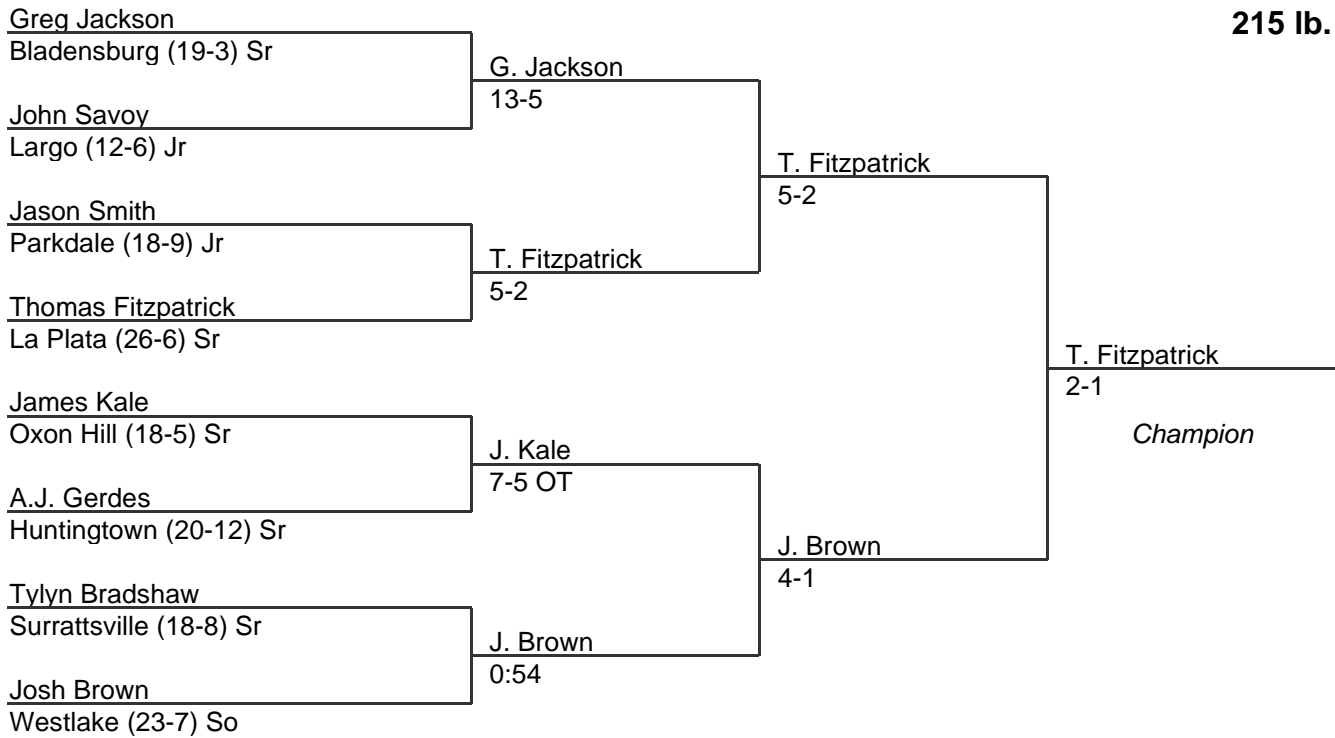 215 lb.
Greg Jackson
Bladensburg (19-3) Sr
John Savoy
Largo (12-6) Jr
Jason Smith
Parkdale (18-9) Jr
Thomas Fitzpatrick
La Plata (26-6) Sr
James Kale
Oxon Hill (18-5) Sr
A.J. Gerdes
Huntingtown (20-12) Sr
Tylyn Bradshaw
Surrattsville (18-8) Sr
Josh Brown
Westlake (23-7) So
G. Jackson
13-5
T. Fitzpatrick
5-2
J. Kale
7-5 OT
J. Brown
0:54
T. Fitzpatrick
5-2
J. Brown
4-1
T. Fitzpatrick
2-1
Champion